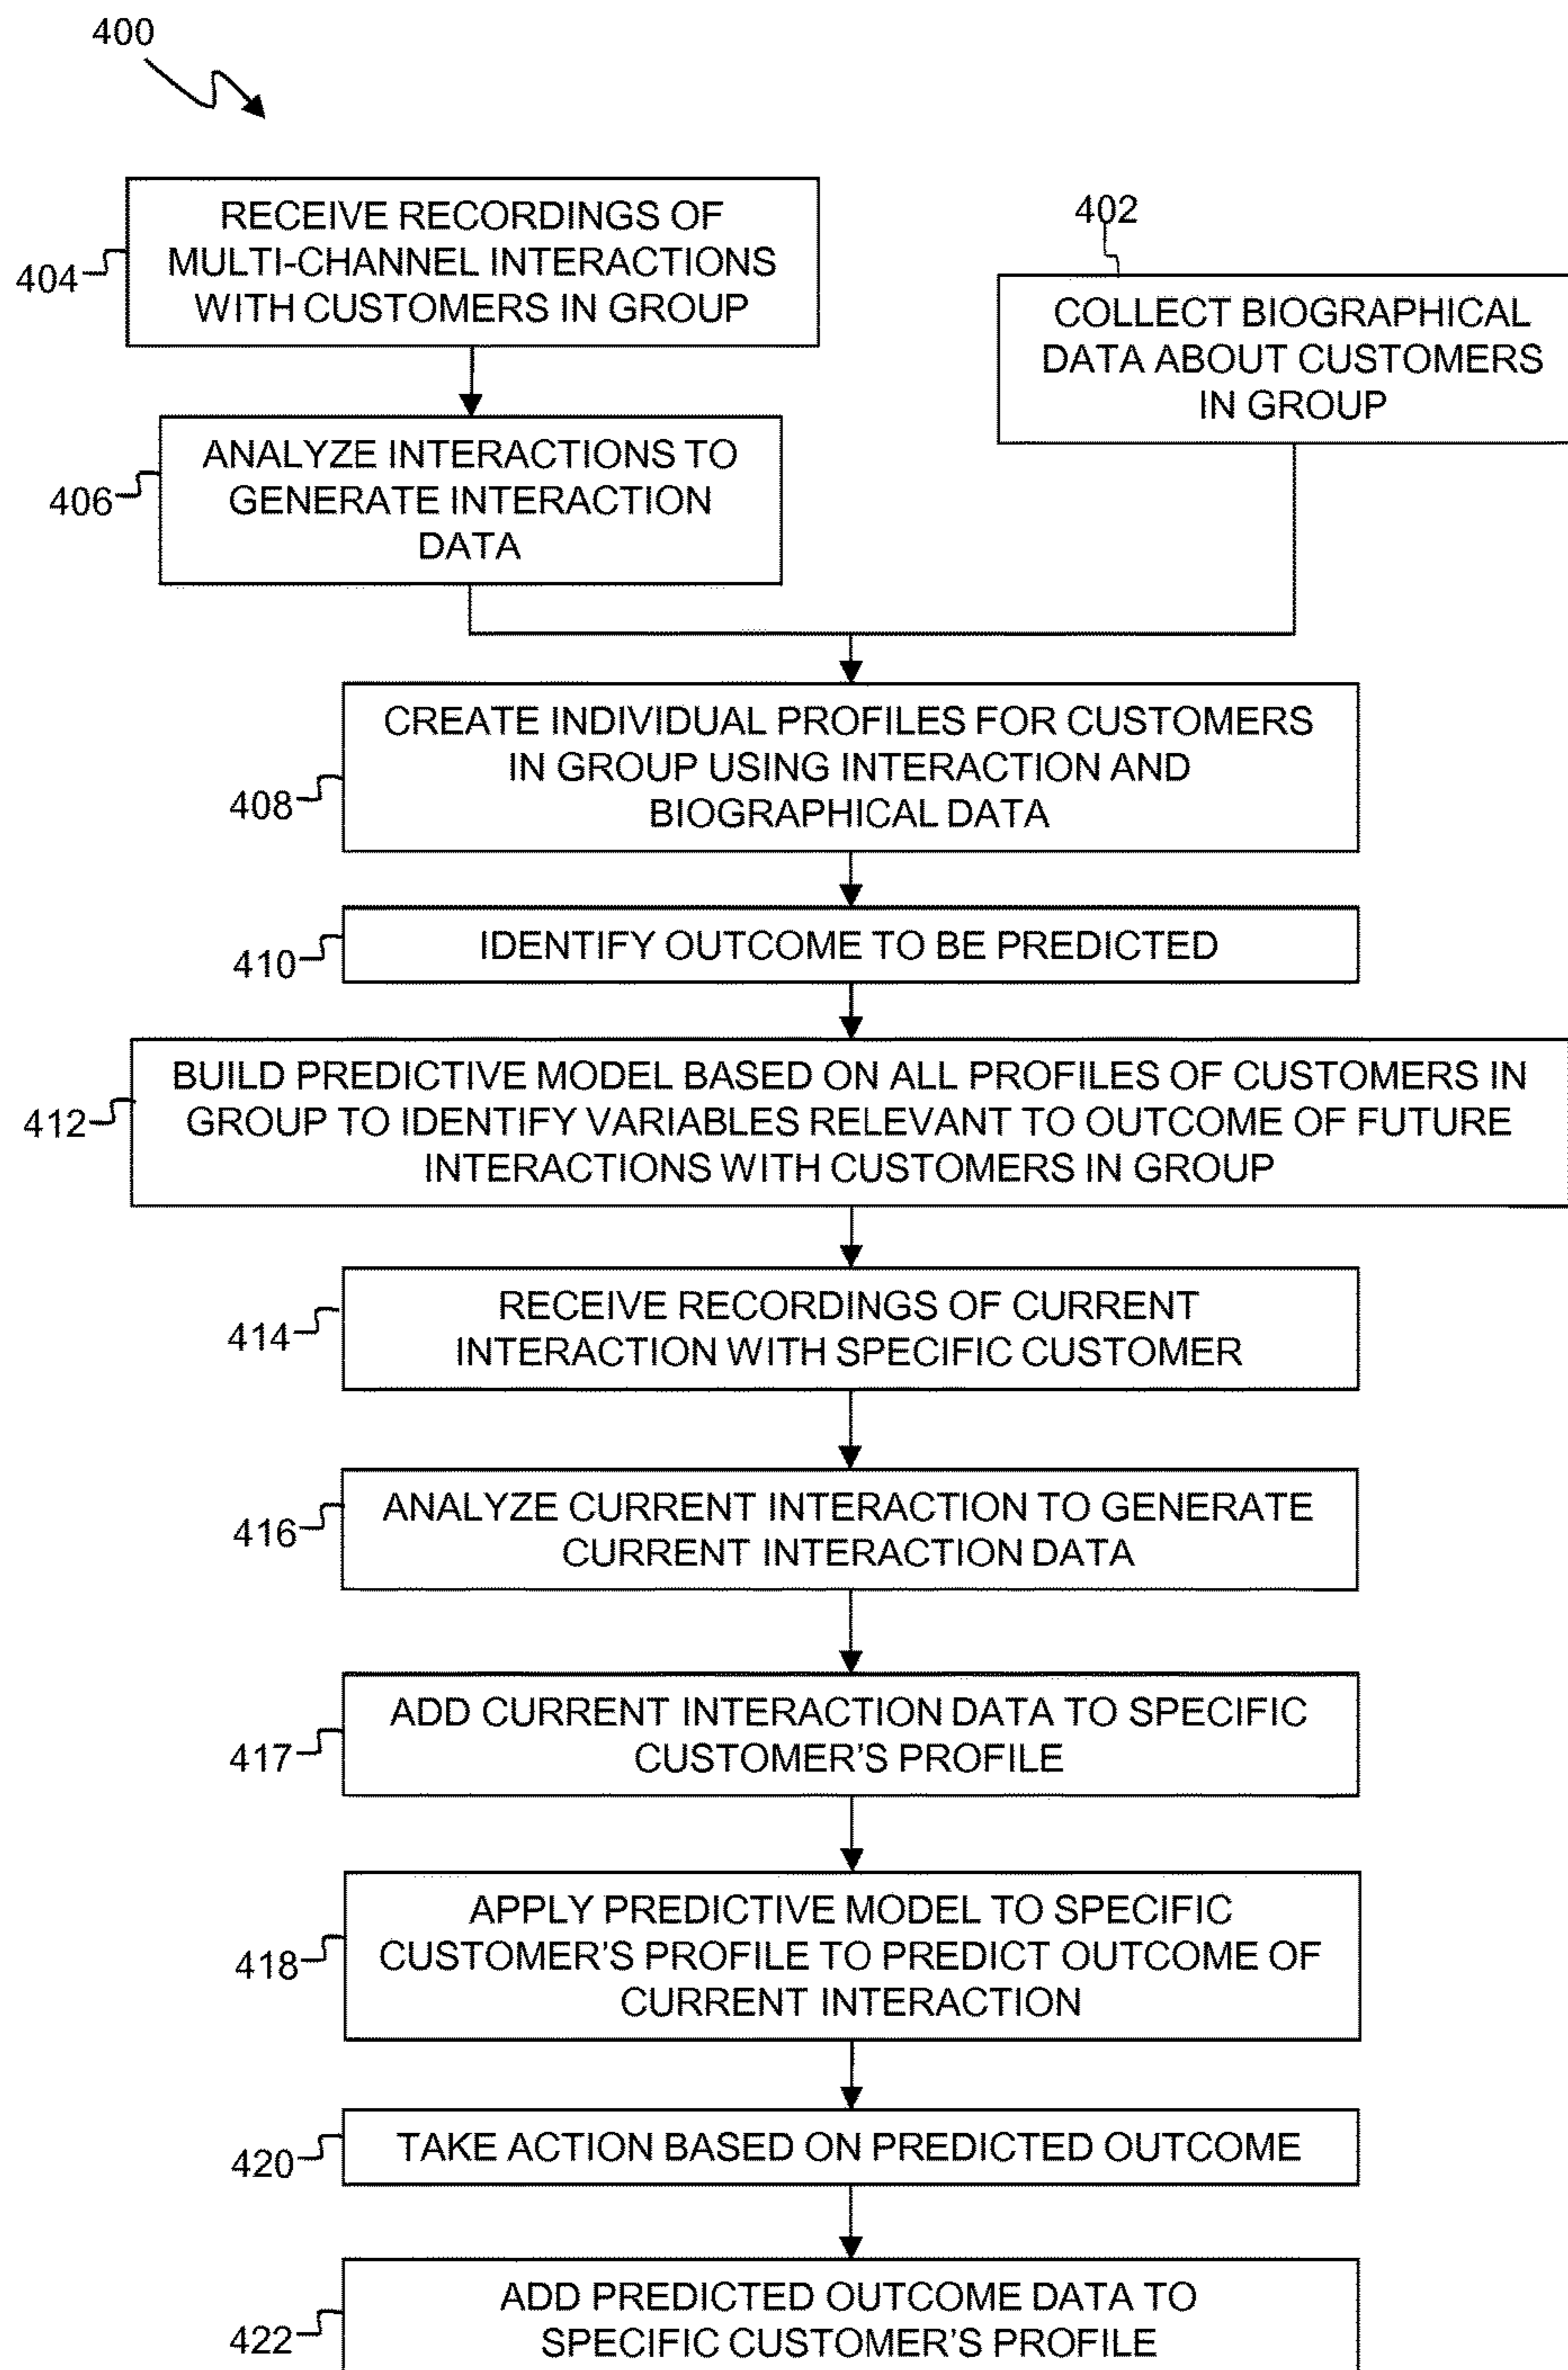 400
RECEIVE RECORDINGS OF
MULTI-CHANNEL INTERACTIONS
WITH CUSTOMERS IN GROUP
404
402
COLLECT BIOGRAPHICAL
DATA ABOUT CUSTOMERS
IN GROUP
ANALYZE INTERACTIONS TO
GENERATE INTERACTION
DATA
406
CREATE INDIVIDUAL PROFILES FOR CUSTOMERS
IN GROUP USING INTERACTION AND
BIOGRAPHICAL DATA
408
IDENTIFY OUTCOME TO BE PREDICTED
410
BUILD PREDICTIVE MODEL BASED ON ALL PROFILES OF CUSTOMERS IN
GROUP TO IDENTIFY VARIABLES RELEVANT TO OUTCOME OF FUTURE
INTERACTIONS WITH CUSTOMERS IN GROUP
412
RECEIVE RECORDINGS OF CURRENT
INTERACTION WITH SPECIFIC CUSTOMER
414
ANALYZE CURRENT INTERACTION TO GENERATE
CURRENT INTERACTION DATA
416
ADD CURRENT INTERACTION DATA TO SPECIFIC
CUSTOMER'S PROFILE
417
APPLY PREDICTIVE MODEL TO SPECIFIC
CUSTOMER'S PROFILE TO PREDICT OUTCOME OF
CURRENT INTERACTION
418
TAKE ACTION BASED ON PREDICTED OUTCOME
420
ADD PREDICTED OUTCOME DATA TO
SPECIFIC CUSTOMER'S PROFILE
422